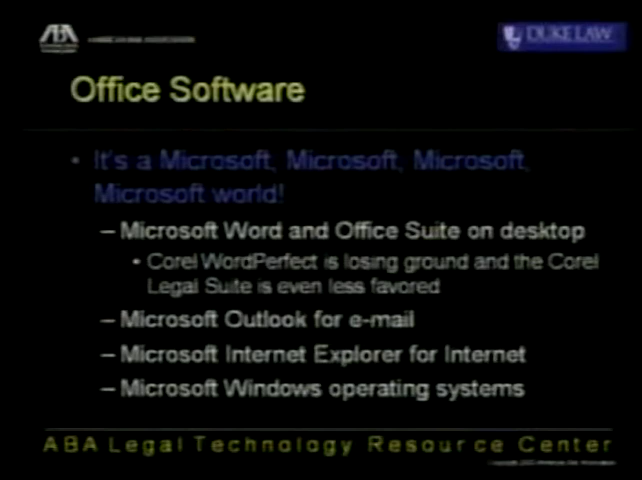 ABA
DUKE LAW
Office Software
• It's a Microsoft, Microsoft, Microsoft,
Microsoft world!
– Microsoft Word and Office Suite on desktop
• Corel WordPerfect is losing ground and the Corel
Legal Suite is even less favored
– Microsoft Outlook for e-mail
– Microsoft Internet Explorer for Internet
– Microsoft Windows operating systems
ABA Legal Technology Resource Center